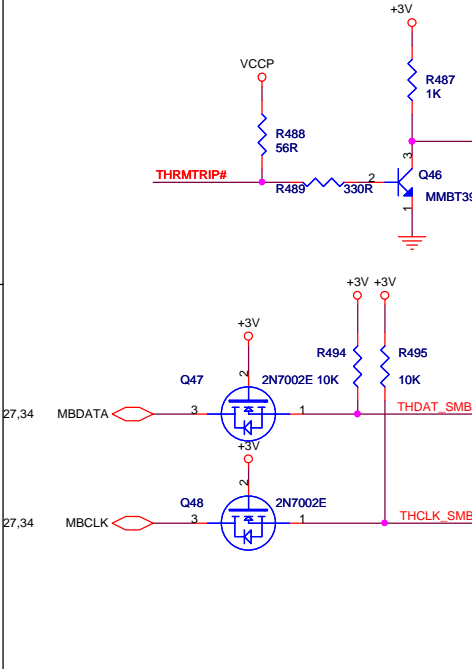 +3V
VCCP
R487
1K
R488
56R
THRMTRIP#
R489
330R
2
3
Q46
1
+3V
+3V
+3V
R494
10K
R495
10K
Q47
2
2N7002E
27,34
MBDATA
3
1
THDAT_SMB
+3V
Q48
2
2N7002E
27,34
MBCLK
3
1
THCLK_SMB